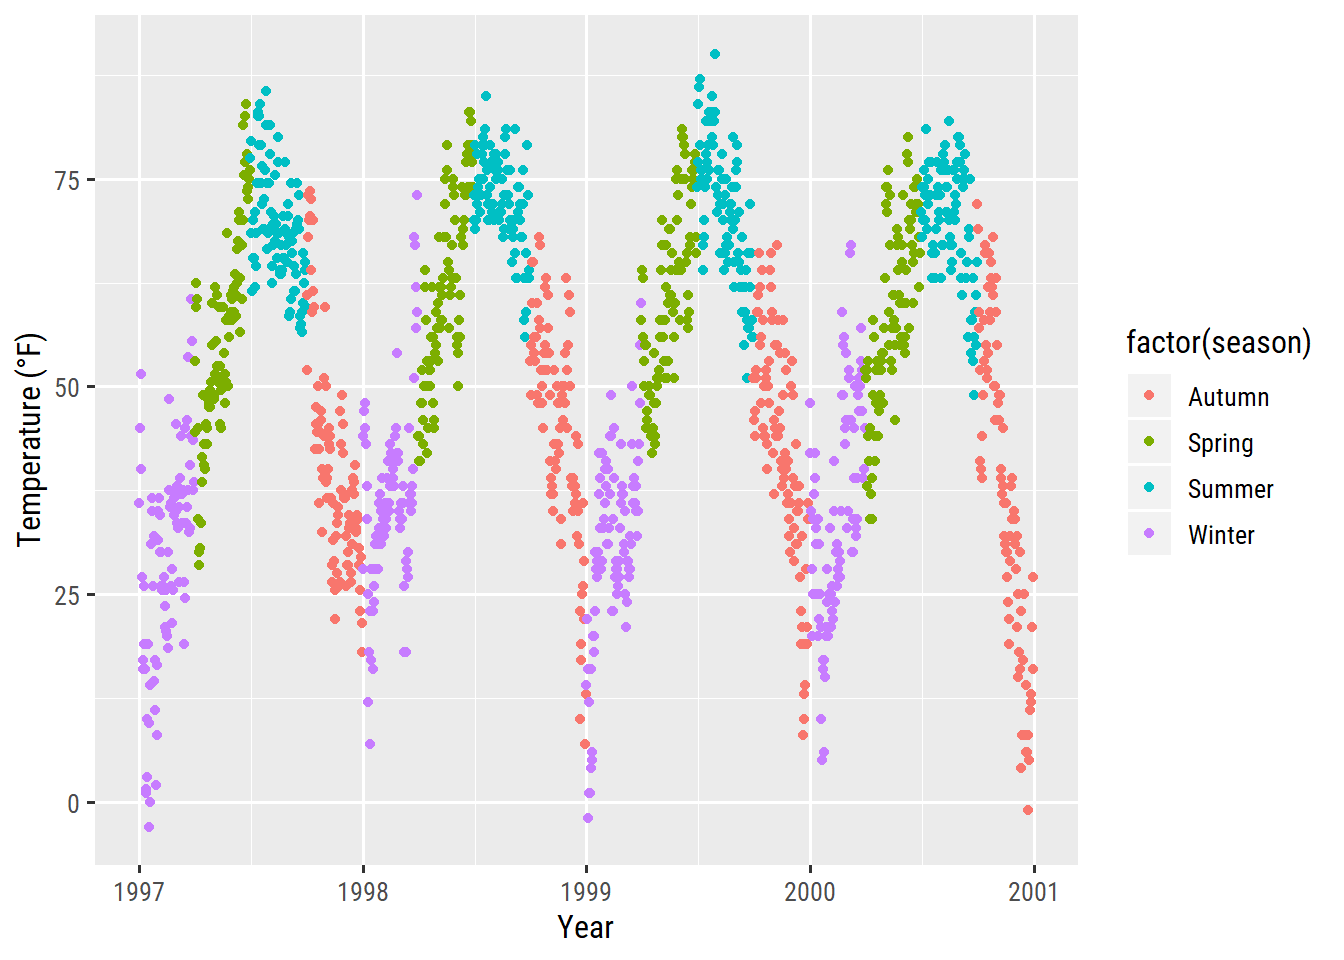 Temperature (°F)
75
50
25
0
1997 1998 1999 2000 2001
Year
factor(season)
Autumn
Spring
Summer
Winter